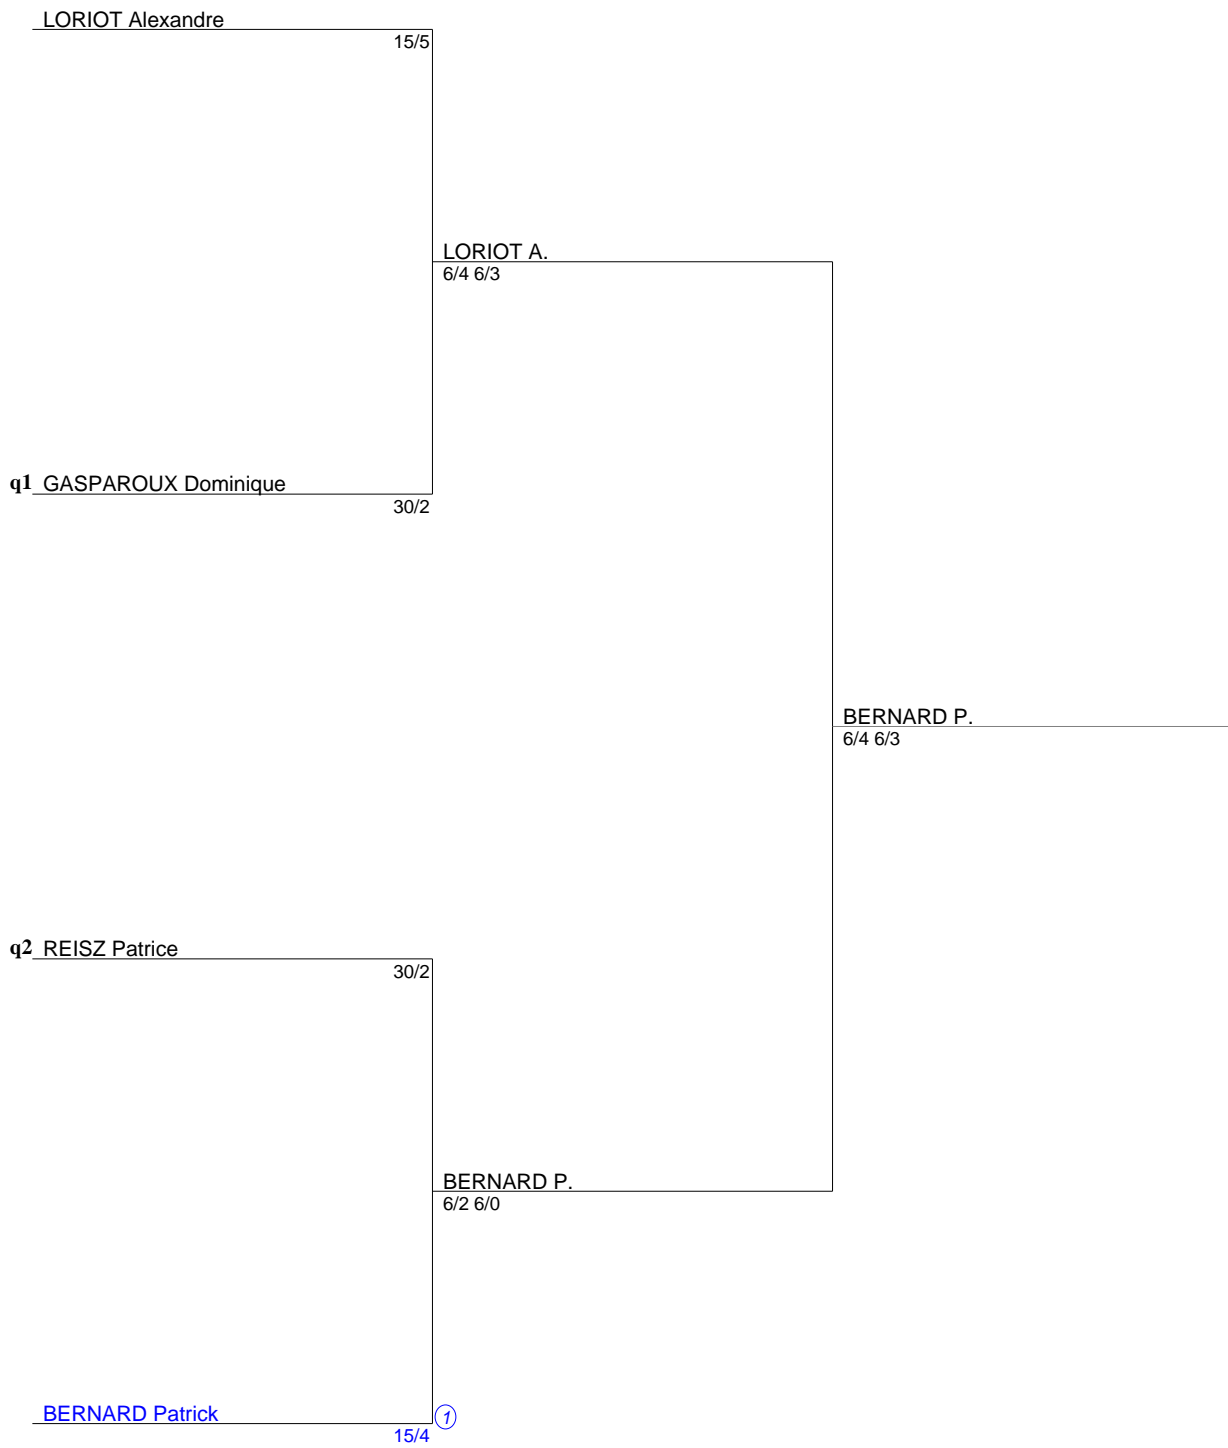 LORIOT Alexandre
15/5
LORIOT A.
6/4 6/3
q1 GASPAROUX Dominique
30/2
BERNARD P.
6/4 6/3
q2 REISZ Patrice
30/2
BERNARD P.
6/2 6/0
BERNARD Patrick 1
15/4